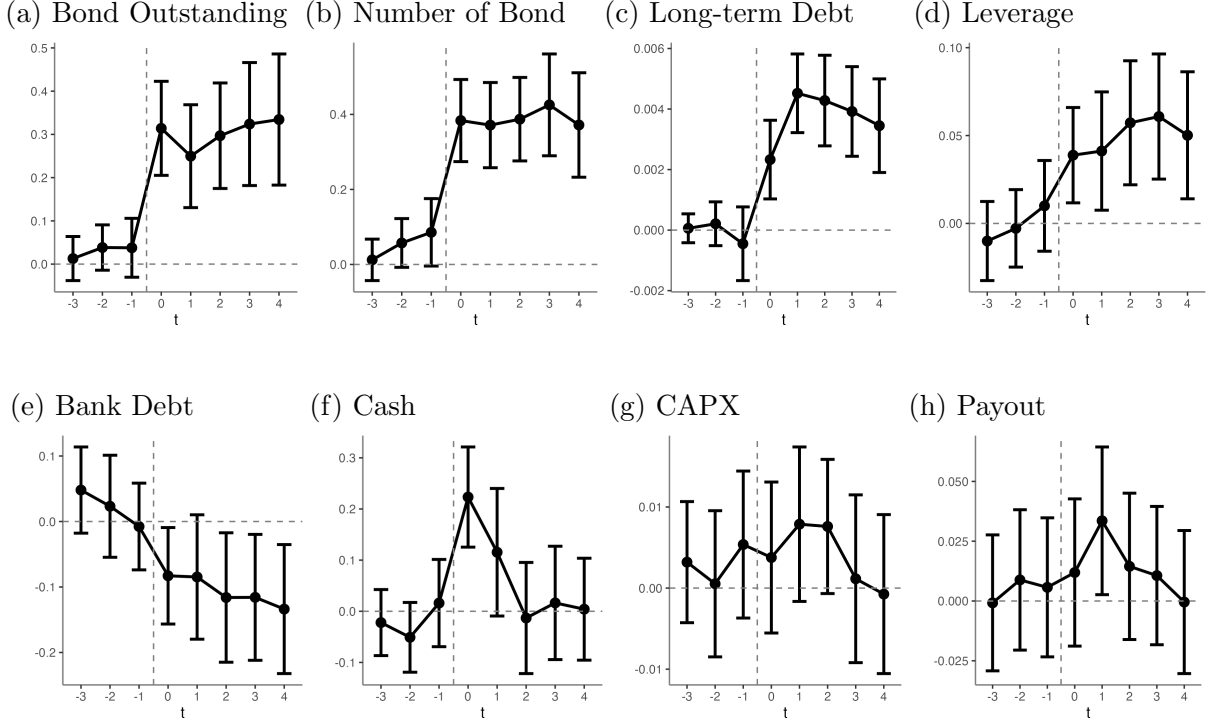 (a) Bond Outstanding
(b) Number of Bond
(c) Long-term Debt
(d) Leverage
0.5
0.4
0.3
0.2
0.1
0.0
-3 -2 -1 0 1 2 3 4
t
0.4
0.2
0.0
-3 -2 -1 0 1 2 3 4
t
0.006
0.004
0.002
0.000
-0.002
-3 -2 -1 0 1 2 3 4
t
0.10
0.05
0.00
-3 -2 -1 0 1 2 3 4
t
(e) Bank Debt
(f) Cash
(g) CAPX
(h) Payout
0.1
0.0
-0.1
-0.2
-3 -2 -1 0 1 2 3 4
t
0.3
0.2
0.1
0.0
-0.1
-3 -2 -1 0 1 2 3 4
t
0.01
0.00
-0.01
-3 -2 -1 0 1 2 3 4
t
0.050
0.025
0.000
-0.025
-3 -2 -1 0 1 2 3 4
t